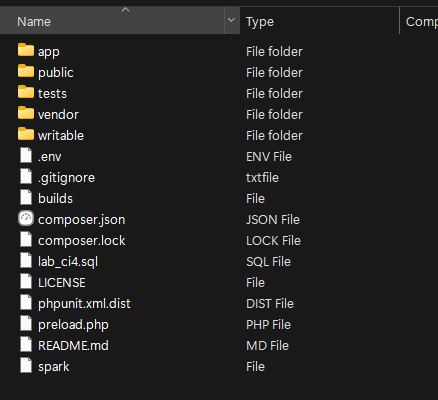 Name Type Comp
app File folder
public File folder
tests File folder
vendor File folder
writable File folder
.env ENV File
.gitignore txtfile
builds File
composer.json JSON File
composer.lock LOCK File
lab_ci4.sql SQL File
LICENSE File
phpunit.xml.dist DIST File
preload.php PHP File
README.md MD File
spark File